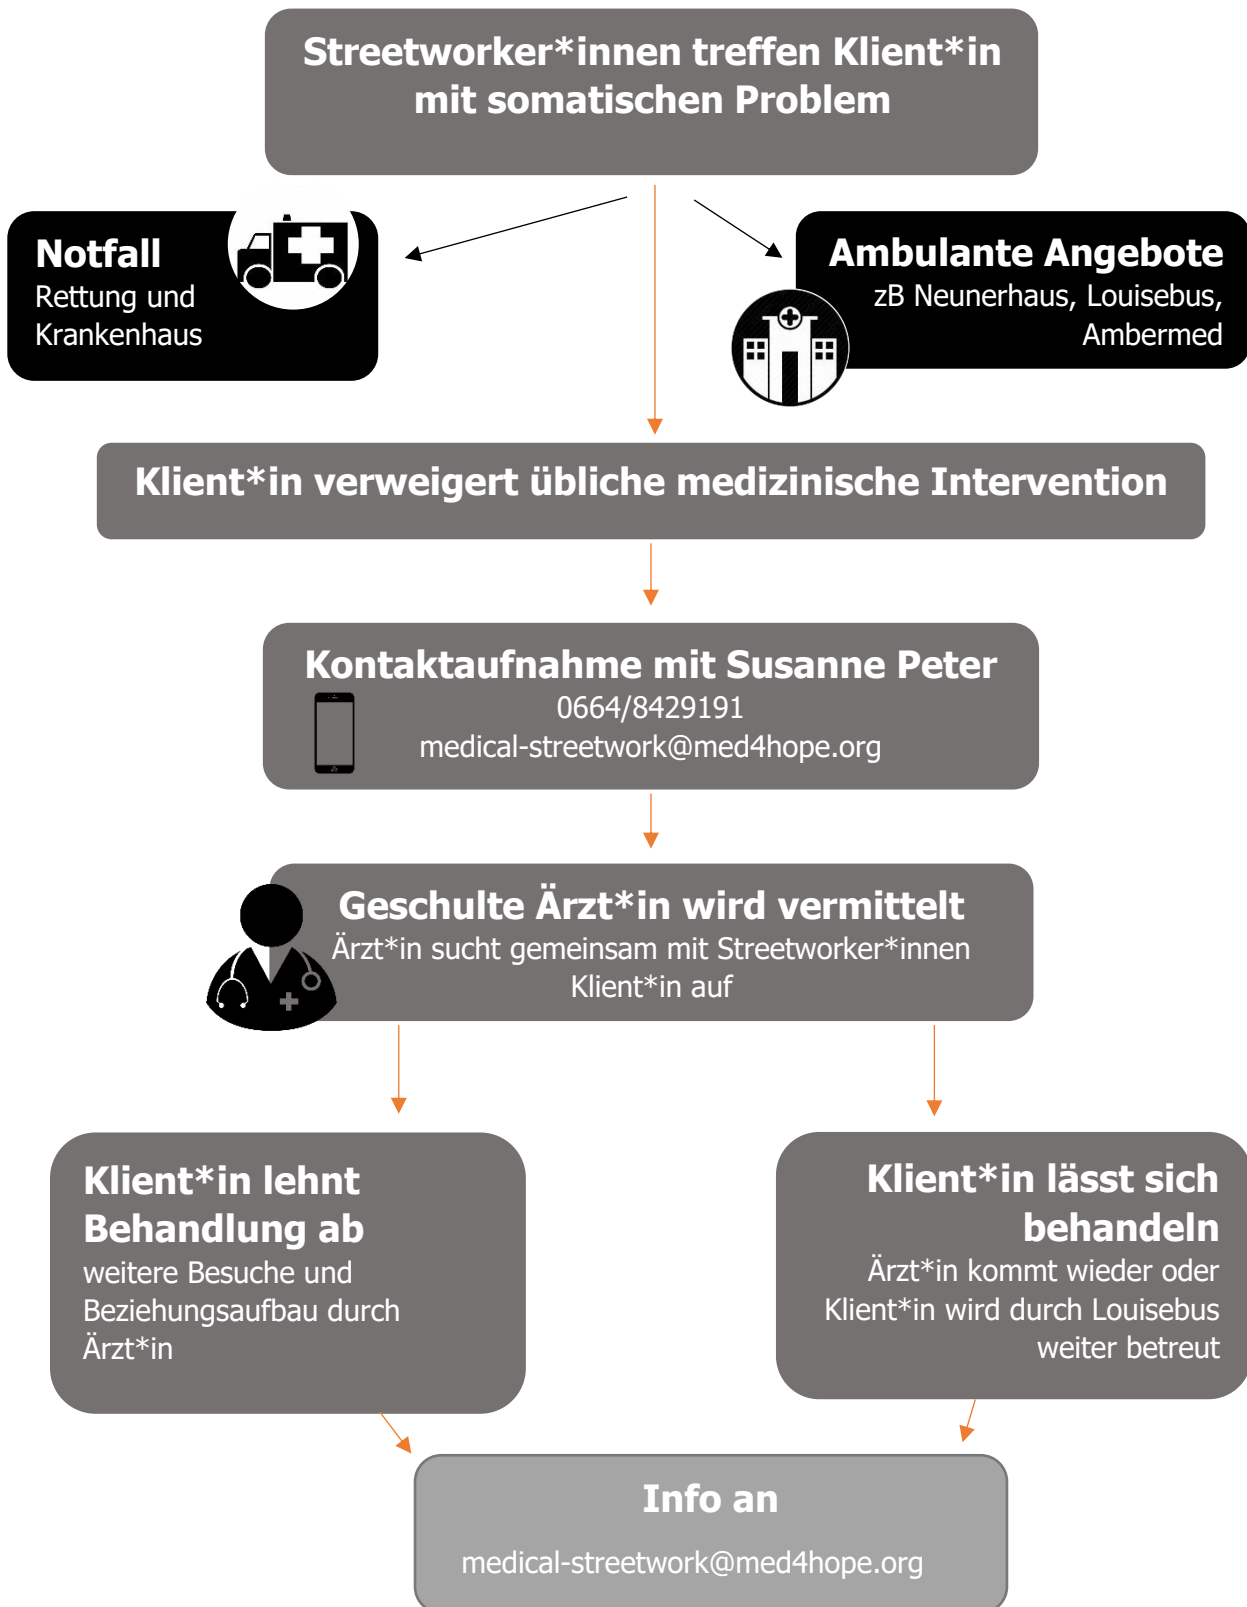 Streetworker*innen treffen Klient*in
mit somatischen Problem
Notfall
Rettung und
Krankenhaus
Ambulante Angebote
zB Neunerhaus, Louisebus,
Ambermed
Klient*in verweigert übliche medizinische Intervention
Kontaktaufnahme mit Susanne Peter
0664/8429191
medical-streetwork@med4hope.org
Geschulte Ärzt*in wird vermittelt
Ärzt*in sucht gemeinsam mit Streetworker*innen
Klient*in auf
Klient*in lehnt
Behandlung ab
weitere Besuche und
Beziehungsaufbau durch
Ärzt*in
Klient*in lässt sich
behandeln
Ärzt*in kommt wieder oder
Klient*in wird durch Louisebus
weiter betreut
Info an
medical-streetwork@med4hope.org